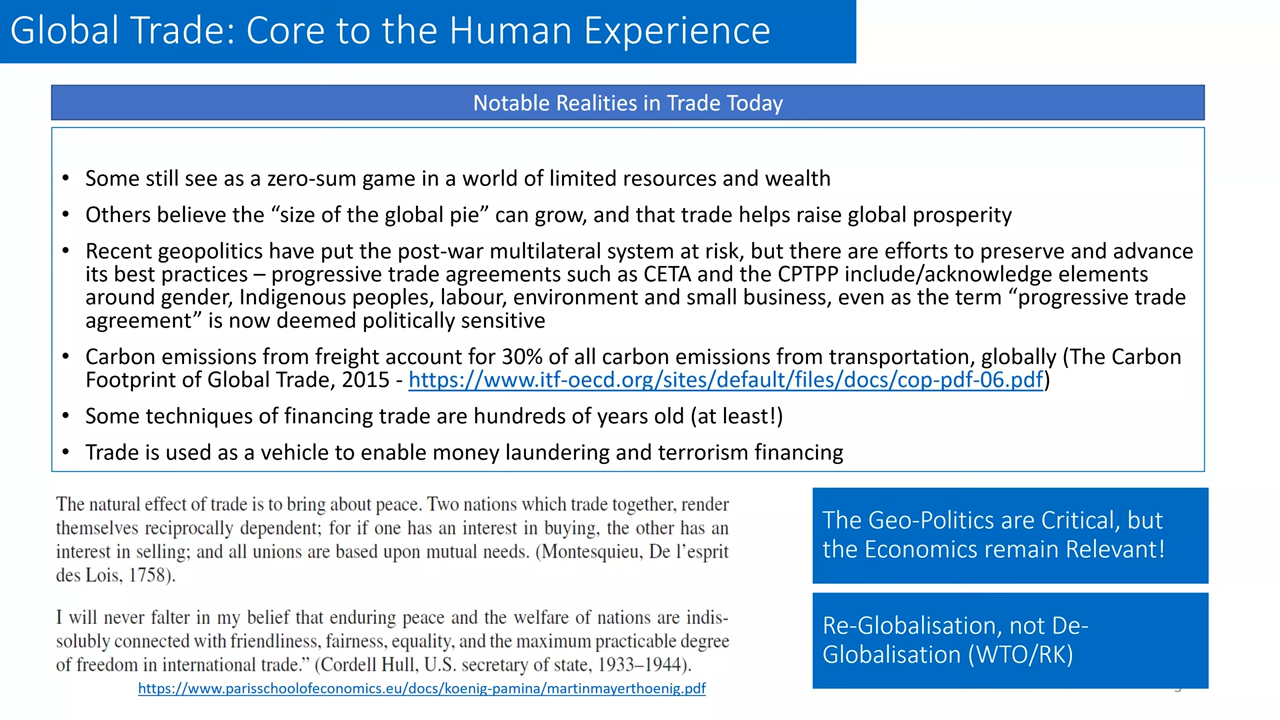 Global Trade: Core to the Human Experience
Notable Realities in Trade Today
• Some still see as a zero-sum game in a world of limited resources and wealth
• Others believe the “size of the global pie” can grow, and that trade helps raise global prosperity
• Recent geopolitics have put the post-war multilateral system at risk, but there are efforts to preserve and advance
its best practices – progressive trade agreements such as CETA and the CPTPP include/acknowledge elements
around gender, Indigenous peoples, labour, environment and small business, even as the term “progressive trade
agreement” is now deemed politically sensitive
• Carbon emissions from freight account for 30% of all carbon emissions from transportation, globally (The Carbon
Footprint of Global Trade, 2015 - https://www.itf-oecd.org/sites/default/files/docs/cop-pdf-06.pdf)
• Some techniques of financing trade are hundreds of years old (at least!)
• Trade is used as a vehicle to enable money laundering and terrorism financing
The natural effect of trade is to bring about peace. Two nations which trade together, render
themselves reciprocally dependent; for if one has an interest in buying, the other has an
interest in selling; and all unions are based upon mutual needs. (Montesquieu, De l’esprit
des Lois, 1758).
I will never falter in my belief that enduring peace and the welfare of nations are indis-
solubly connected with friendliness, fairness, equality, and the maximum practicable degree
of freedom in international trade.” (Cordell Hull, U.S. secretary of state, 1933–1944).
https://www.parisschoolofeconomics.eu/docs/koenig-pamina/martinmayerthoenig.pdf
The Geo-Politics are Critical, but
the Economics remain Relevant!
Re-Globalisation, not De-
Globalisation (WTO/RK)